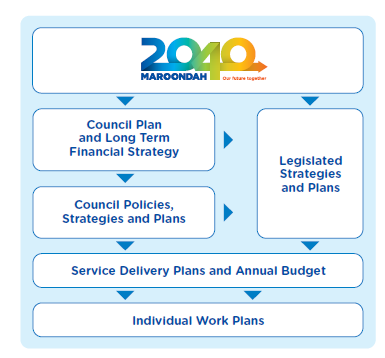 2040
MAROONDAH Our future together
Council Plan
and Long Term
Financial Strategy
Legislated
Strategies
and Plans
Council Policies,
Strategies and Plans
Service Delivery Plans and Annual Budget
Individual Work Plans